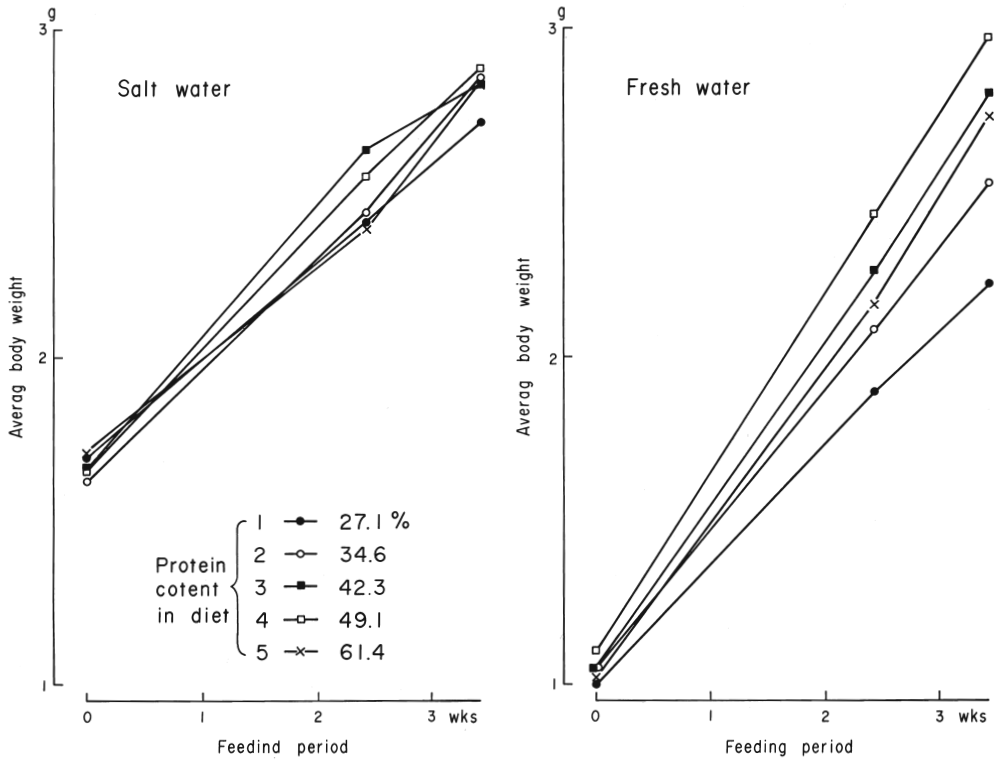 g
3
Salt water
2
Averag body weight
1 27.1 %
2 34.6
3 42.3
4 49.1
5 61.4
Protein
cotent
in diet
1
0 1 2 3 wks
Feedind period
g
3
Fresh water
2
Averag body weight
1
0 1 2 3 wks
Feeding period